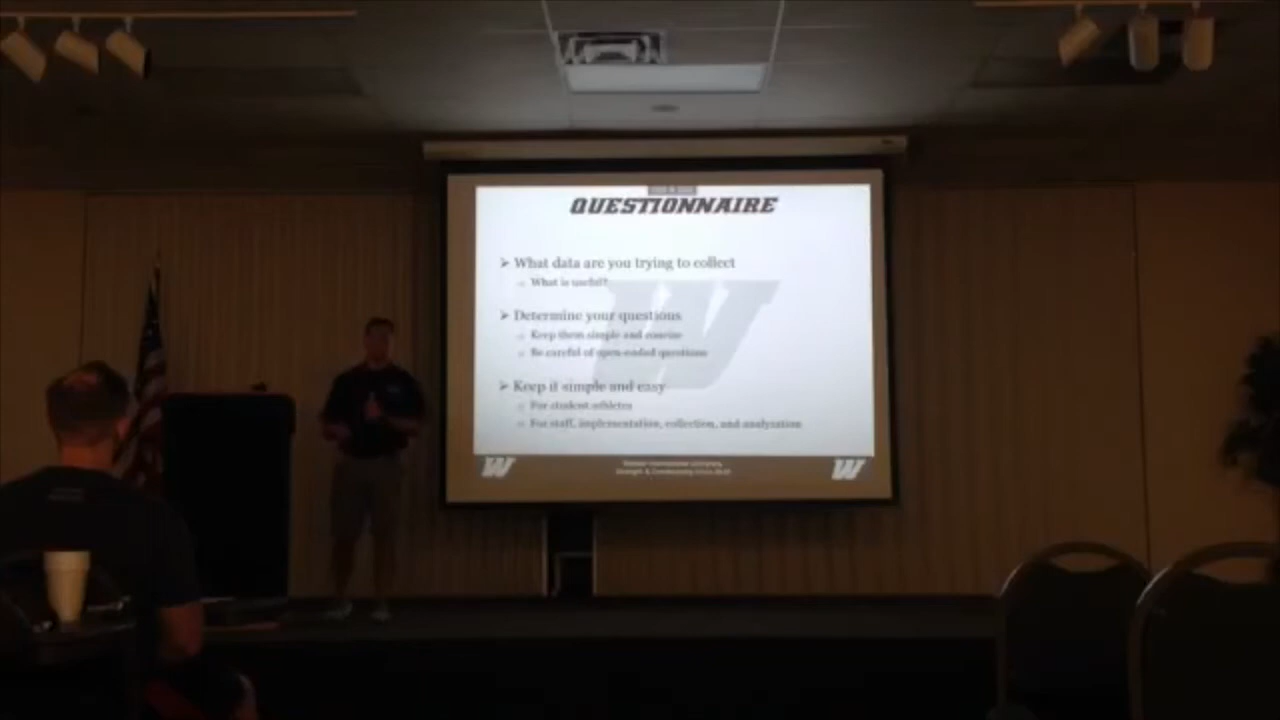 QUESTIONNAIRE
➤ What data are you trying to collect
What is useful?
➤ Determine your questions
Keep them simple and concise
Be careful of open-ended questions
➤ Keep it simple and easy
For student athletes
For staff, implementation, collection, and analyzation
W
W
W